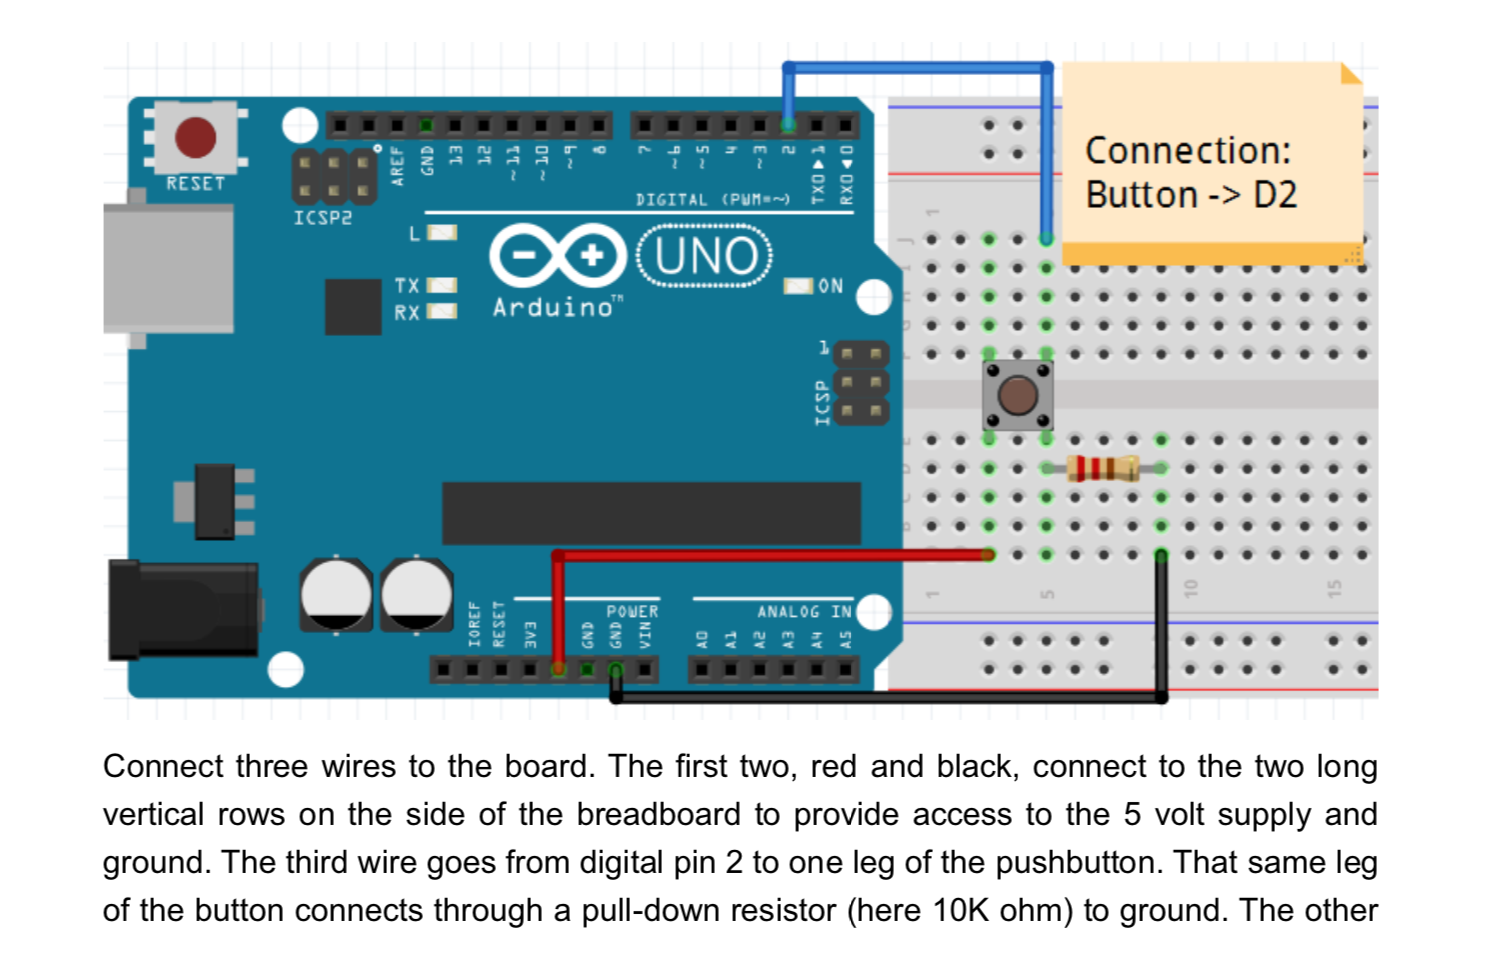 Connection:
Button -> D2
RESET
ICSP2
AREF
GND
13
12
~11
~10
~9
8
7
~6
~5
4
~3
2
TX0▶1
RX0◀0
DIGITAL (PWM=~)
L
TX
RX
UNO
Arduino™
ON
1
ICSP
1
J
E
D
C
B
1
5
10
15
IOREF
RESET
3V3
GND
GND
VIN
POWER
ANALOG IN
A0
A1
A2
A3
A4
A5
Connect three wires to the board. The first two, red and black, connect to the two long
vertical rows on the side of the breadboard to provide access to the 5 volt supply and
ground. The third wire goes from digital pin 2 to one leg of the pushbutton. That same leg
of the button connects through a pull-down resistor (here 10K ohm) to ground. The other